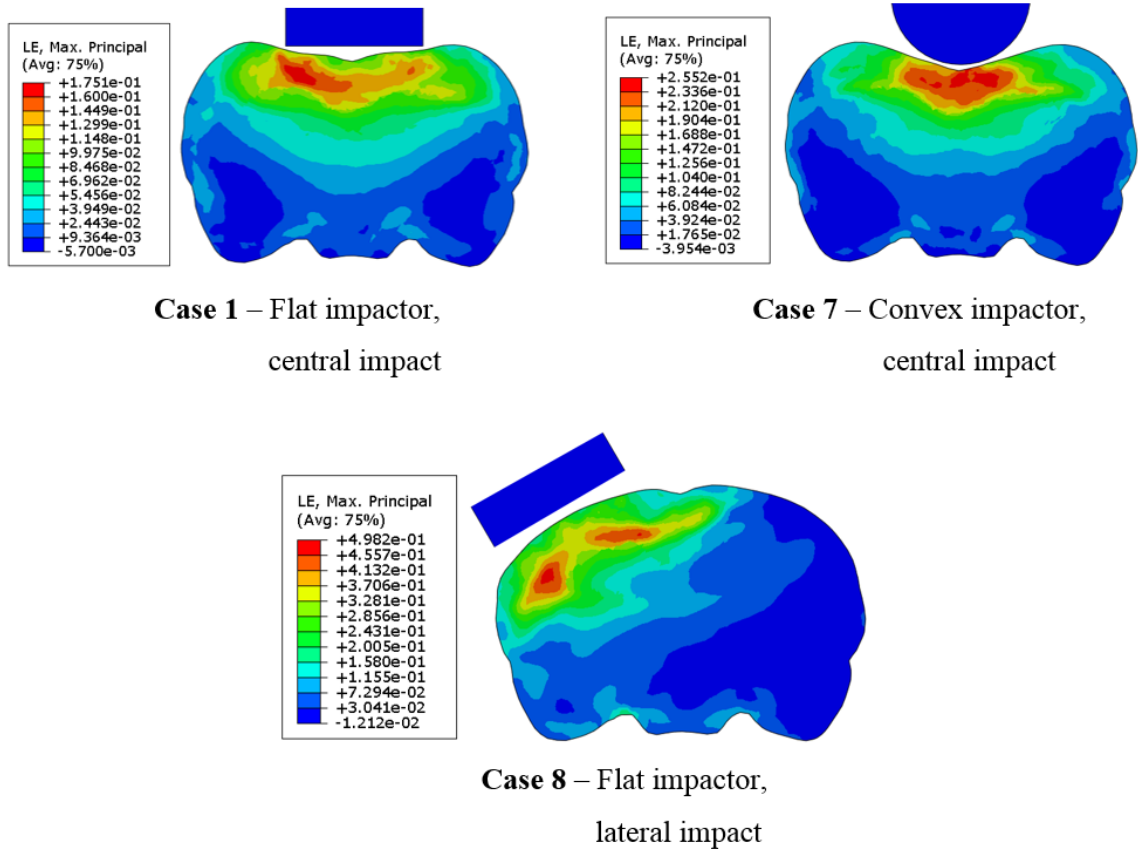 LE, Max. Principal
(Avg: 75%)
+1.751e-01
+1.600e-01
+1.449e-01
+1.299e-01
+1.148e-01
+9.975e-02
+8.468e-02
+6.962e-02
+5.456e-02
+3.949e-02
+2.443e-02
+9.364e-03
-5.700e-03
LE, Max. Principal
(Avg: 75%)
+2.552e-01
+2.336e-01
+2.120e-01
+1.904e-01
+1.688e-01
+1.472e-01
+1.256e-01
+1.040e-01
+8.244e-02
+6.084e-02
+3.924e-02
+1.765e-02
-3.954e-03
Case 1 – Flat impactor,
central impact
Case 7 – Convex impactor,
central impact
LE, Max. Principal
(Avg: 75%)
+4.982e-01
+4.557e-01
+4.132e-01
+3.706e-01
+3.281e-01
+2.856e-01
+2.431e-01
+2.005e-01
+1.580e-01
+1.155e-01
+7.294e-02
+3.041e-02
-1.212e-02
Case 8 – Flat impactor,
lateral impact